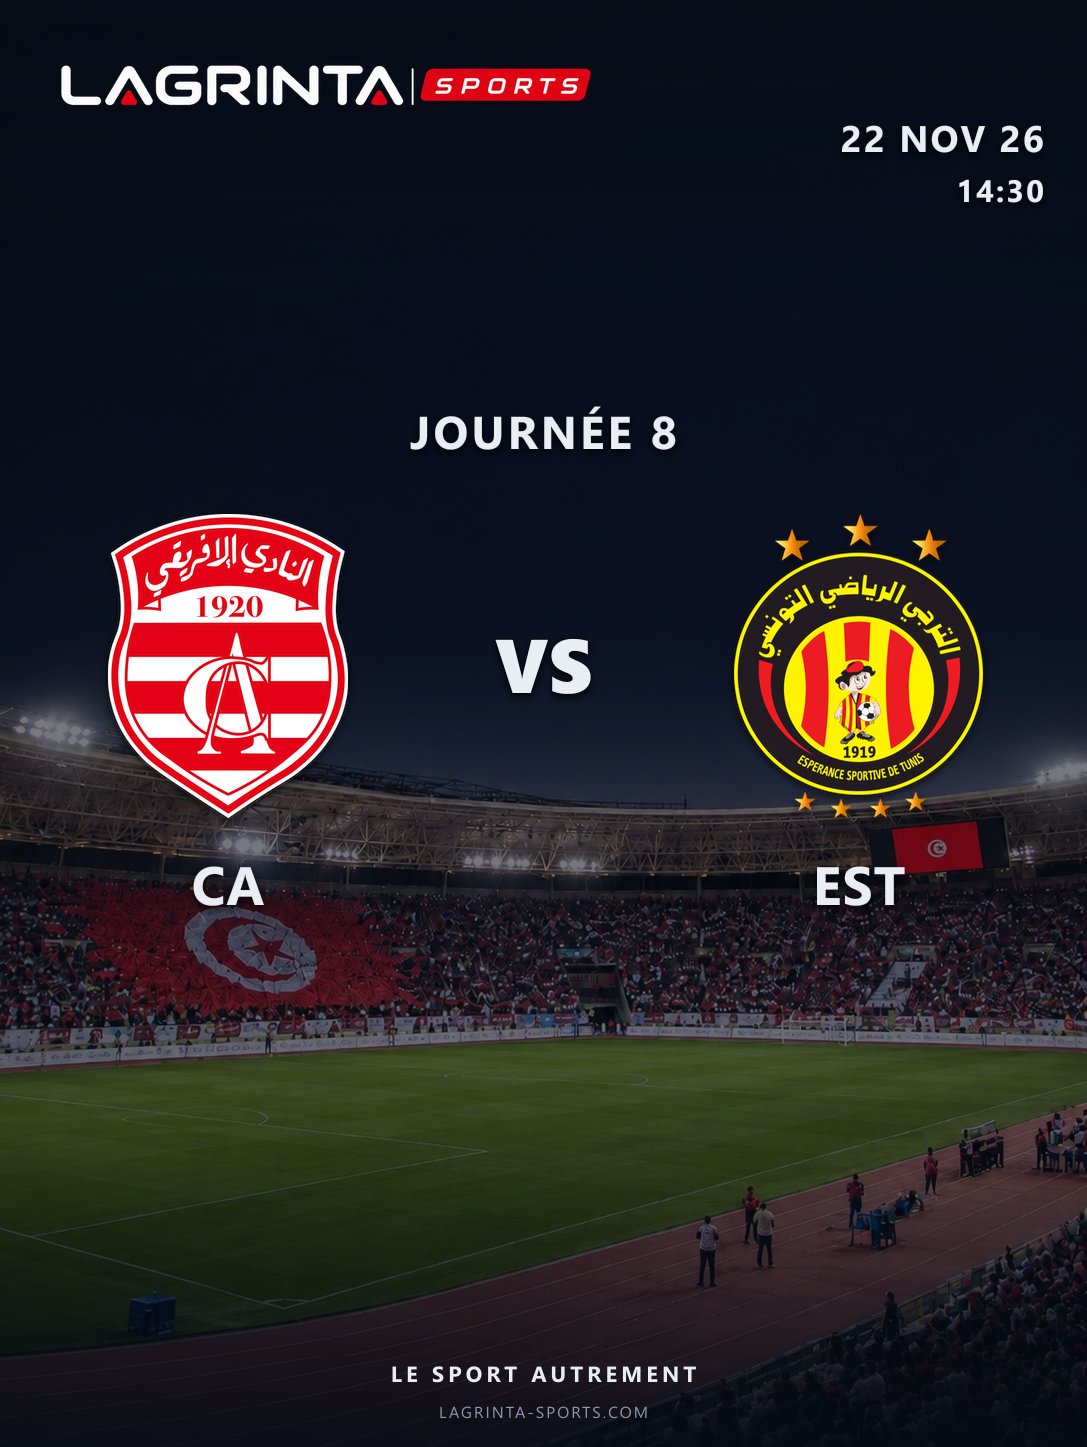 LAGRINTA SPORTS
22 NOV 26
14:30
JOURNÉE 8
النادي الافريقي
1920
CA
VS
الترجي الرياضي التونسي
1919
ESPERANCE SPORTIVE DE TUNIS
CA
EST
LE SPORT AUTREMENT
LAGRINTA-SPORTS.COM